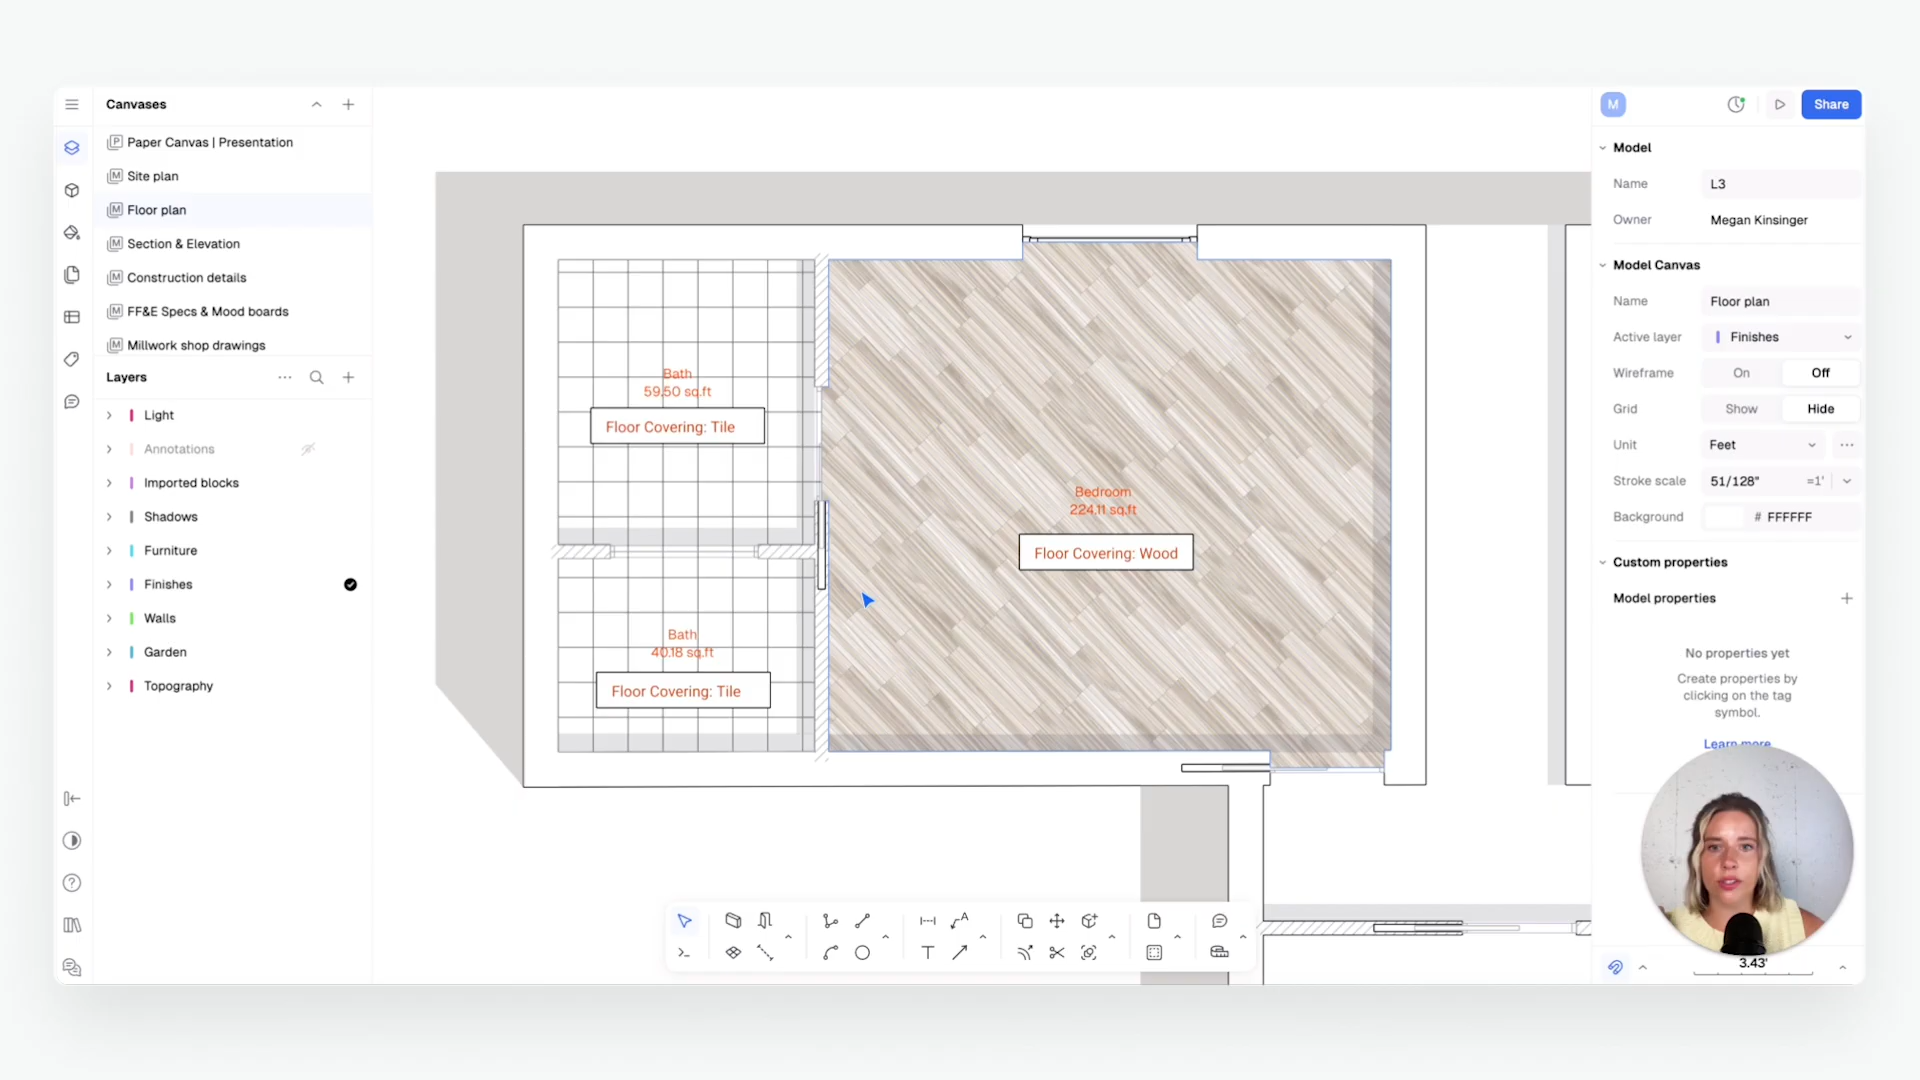 Canvases
Paper Canvas | Presentation
Site plan
Floor plan
Section & Elevation
Construction details
FF&E Specs & Mood boards
Millwork shop drawings
Layers
Light
Annotations
Imported blocks
Shadows
Furniture
Finishes
Walls
Garden
Topography
Bath
59.50 sq.ft
Floor Covering: Tile
Bath
40.18 sq.ft
Floor Covering: Tile
Bedroom
224.11 sq.ft
Floor Covering: Wood
M
Share
Model
Name L3
Owner Megan Kinsinger
Model Canvas
Name Floor plan
Active layer Finishes
Wireframe On Off
Grid Show Hide
Unit Feet
Stroke scale 51/128" =1'
Background # FFFFFF
Custom properties
Model properties
No properties yet
Create properties by
clicking on the tag
symbol.
Learn more
3.43'